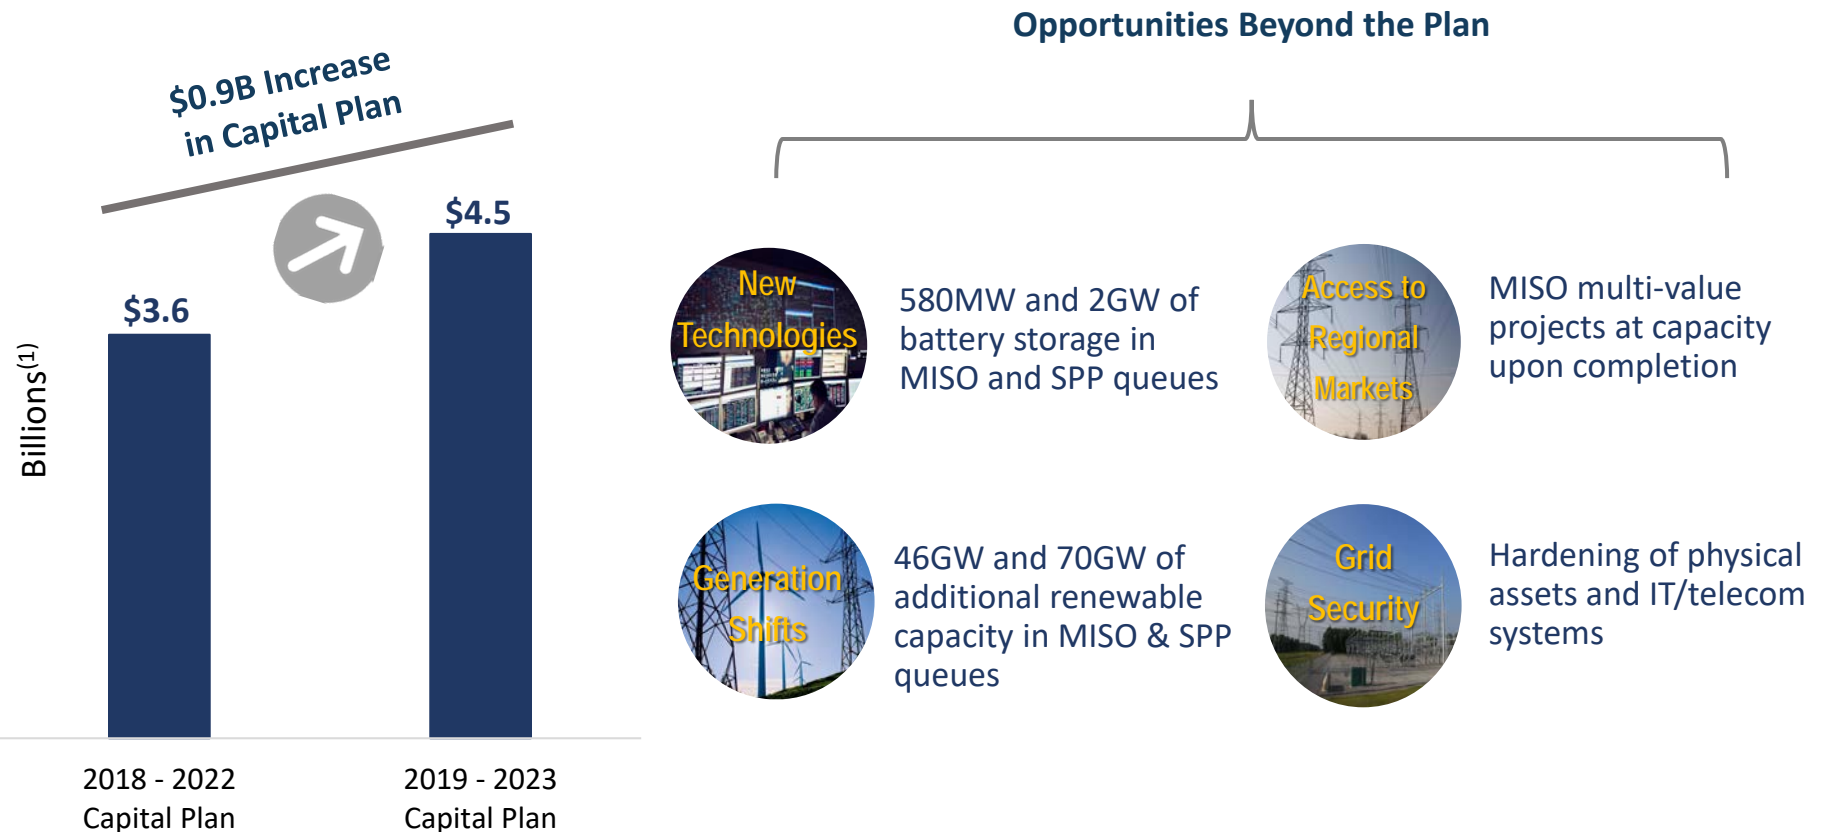 Opportunities Beyond the Plan
$0.9B Increase
in Capital Plan
$4.5
$3.6
Billions(1)
2018 - 2022
Capital Plan
2019 - 2023
Capital Plan
New
Technologies
580MW and 2GW of
battery storage in
MISO and SPP queues
Access to
Regional
Markets
MISO multi-value
projects at capacity
upon completion
Generation
Shifts
46GW and 70GW of
additional renewable
capacity in MISO & SPP
queues
Grid
Security
Hardening of physical
assets and IT/telecom
systems